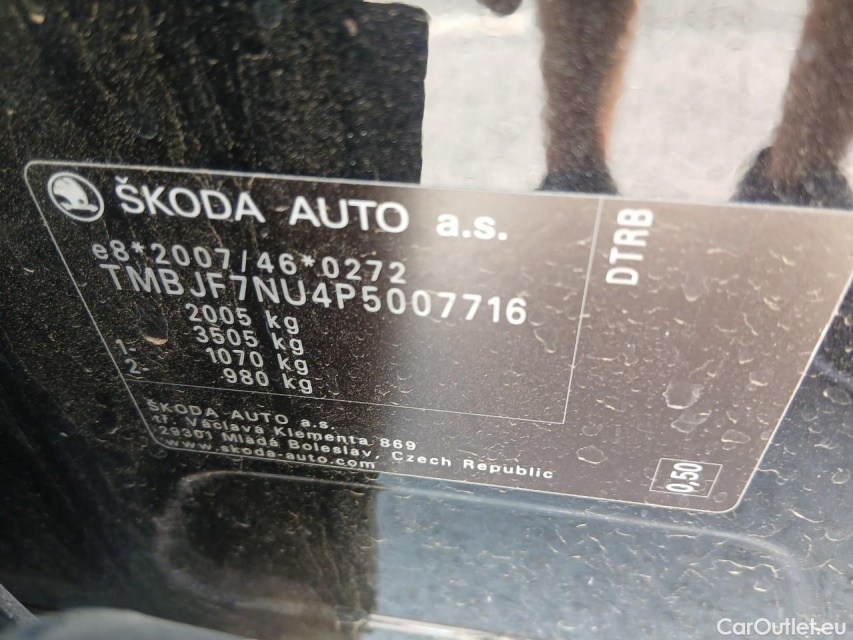 ŠKODA AUTO a.s.
e8*2007/46*0272
TMBJF7NU4P5007716
2005 kg
3505 kg
1- 1070 kg
2- 980 kg
DTRB
ŠKODA AUTO a.s.
tř. Václava Klementa 869
29301 Mladá Boleslav, Czech Republic
www.skoda-auto.com
0,50
CarOutlet.eu